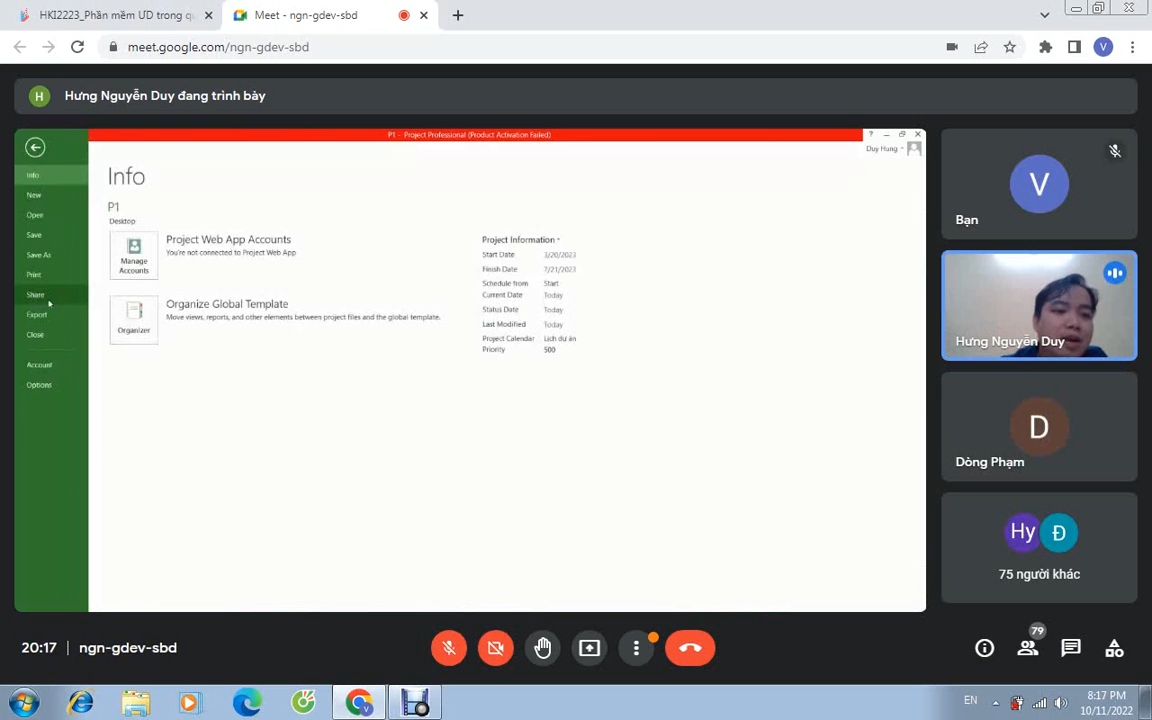 HKI2223_Phần mềm ƯD trong qu
Meet - ngn-gdev-sbd
meet.google.com/ngn-gdev-sbd
V
H
Hưng Nguyễn Duy đang trình bày
P1 - Project Professional (Product Activation Failed)
Duy Hung
Info
New
Open
Save
Save As
Print
Share
Export
Close
Account
Options
Info
P1
Desktop
Manage
Accounts
Project Web App Accounts
You're not connected to Project Web App
Organizer
Organize Global Template
Move views, reports, and other elements between project files and the global template.
Project Information
Start Date 3/20/2023
Finish Date 7/21/2023
Schedule from Start
Current Date Today
Status Date Today
Last Modified Today
Project Calendar Lịch dự án
Priority 500
V
Bạn
Hưng Nguyễn Duy
D
Dòng Phạm
Hy Đ
75 người khác
20:17 | ngn-gdev-sbd
79
EN
8:17 PM
10/11/2022